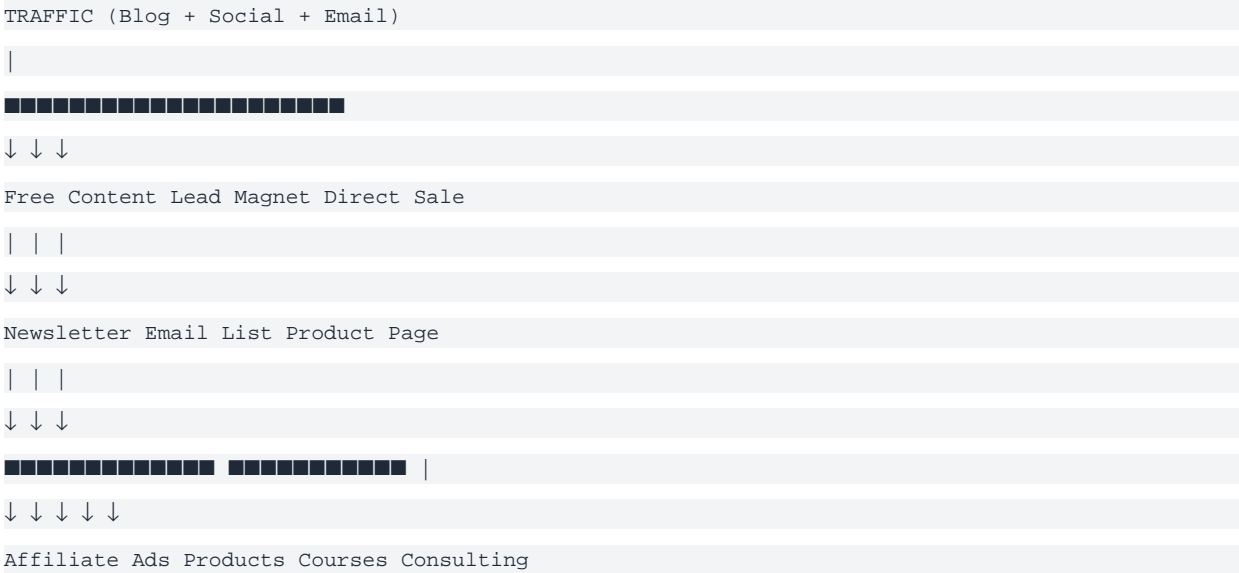 TRAFFIC (Blog + Social + Email)
|
■■■■■■■■■■■■■■■■■■■■■
↓ ↓ ↓
Free Content Lead Magnet Direct Sale
| | |
↓ ↓ ↓
Newsletter Email List Product Page
| | |
↓ ↓ ↓
■■■■■■■■■■■■■ ■■■■■■■■■■■ |
↓ ↓ ↓ ↓ ↓
Affiliate Ads Products Courses Consulting